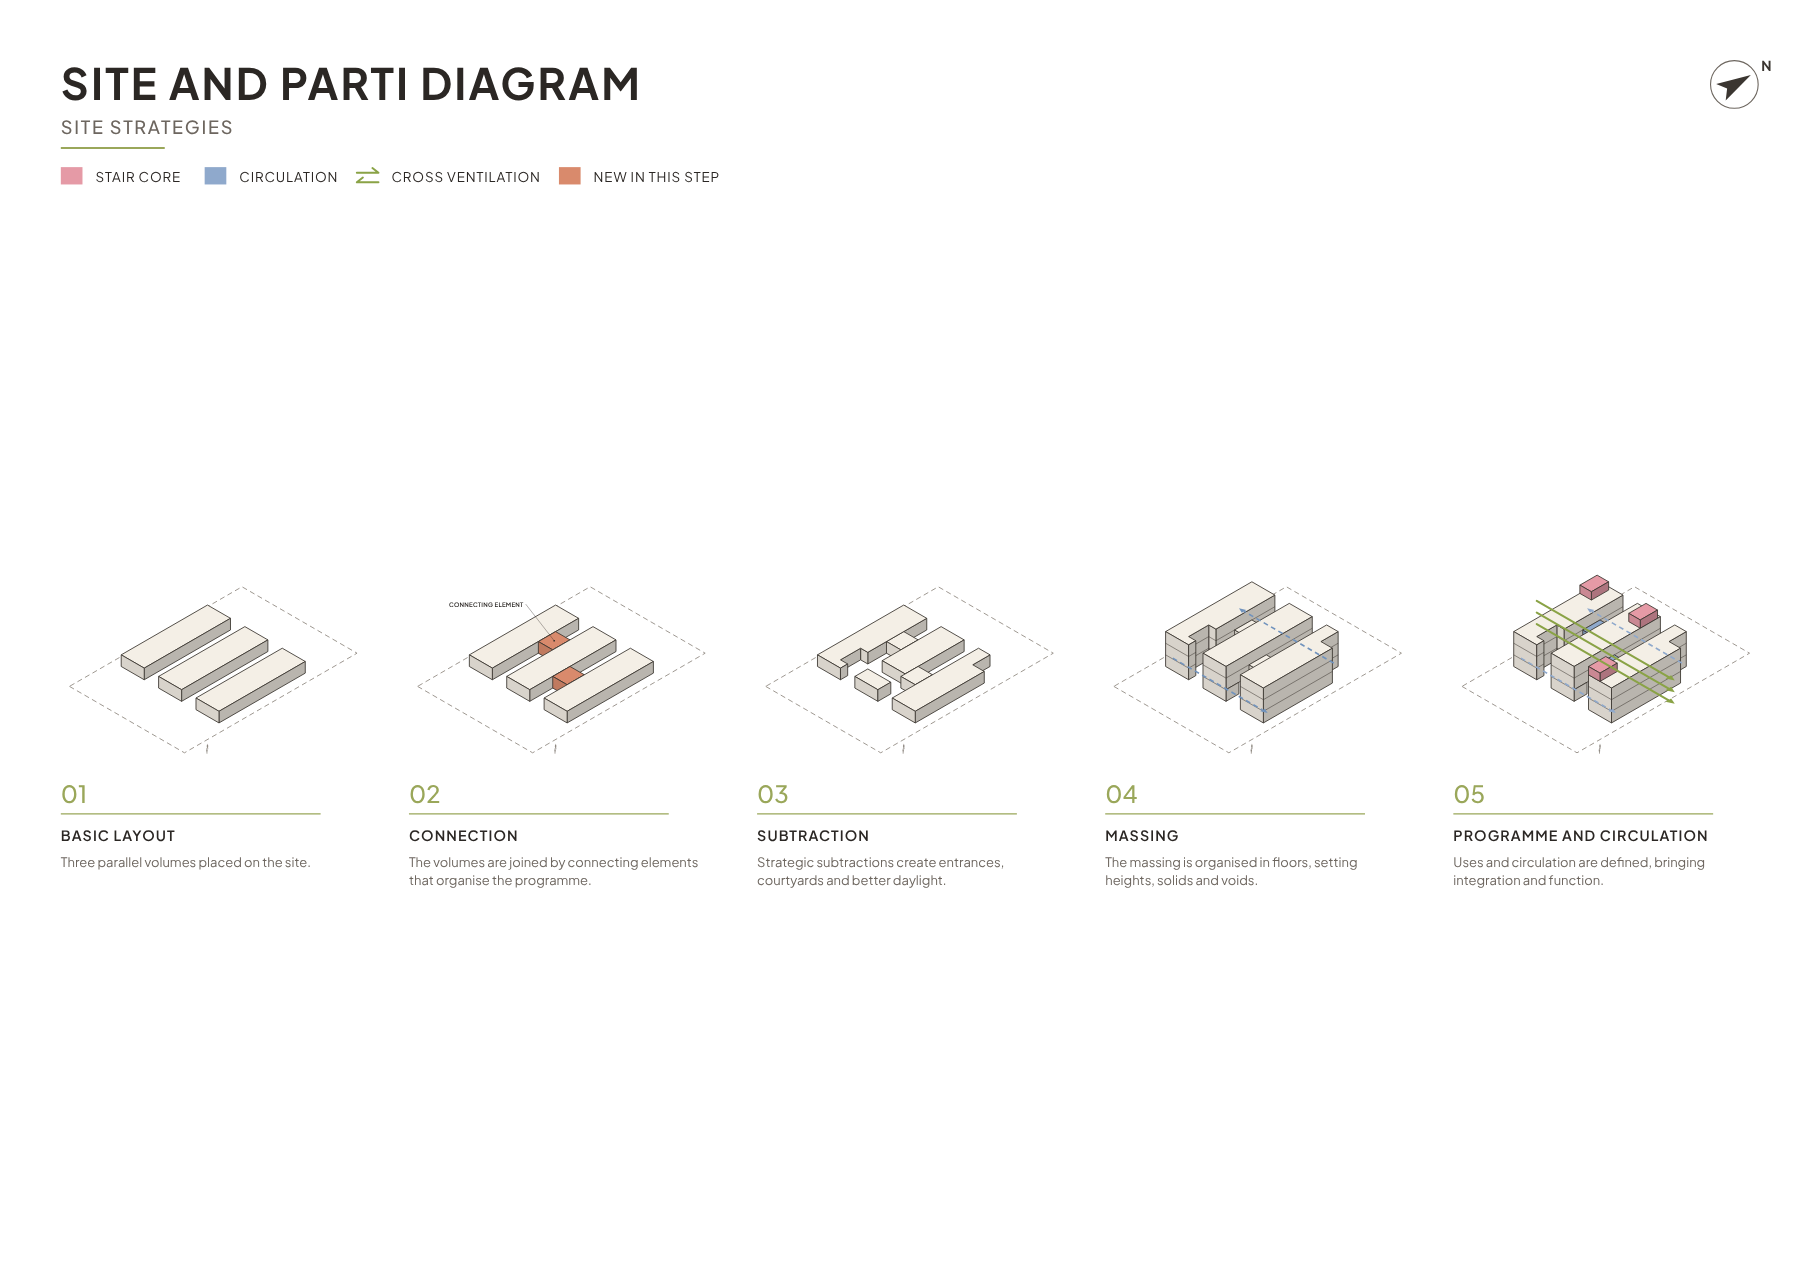 SITE AND PARTI DIAGRAM
N
SITE STRATEGIES
STAIR CORE
CIRCULATION
CROSS VENTILATION
NEW IN THIS STEP
CONNECTING ELEMENT
01
BASIC LAYOUT
Three parallel volumes placed on the site.
02
CONNECTION
The volumes are joined by connecting elements
that organise the programme.
03
SUBTRACTION
Strategic subtractions create entrances,
courtyards and better daylight.
04
MASSING
The massing is organised in floors, setting
heights, solids and voids.
05
PROGRAMME AND CIRCULATION
Uses and circulation are defined, bringing
integration and function.